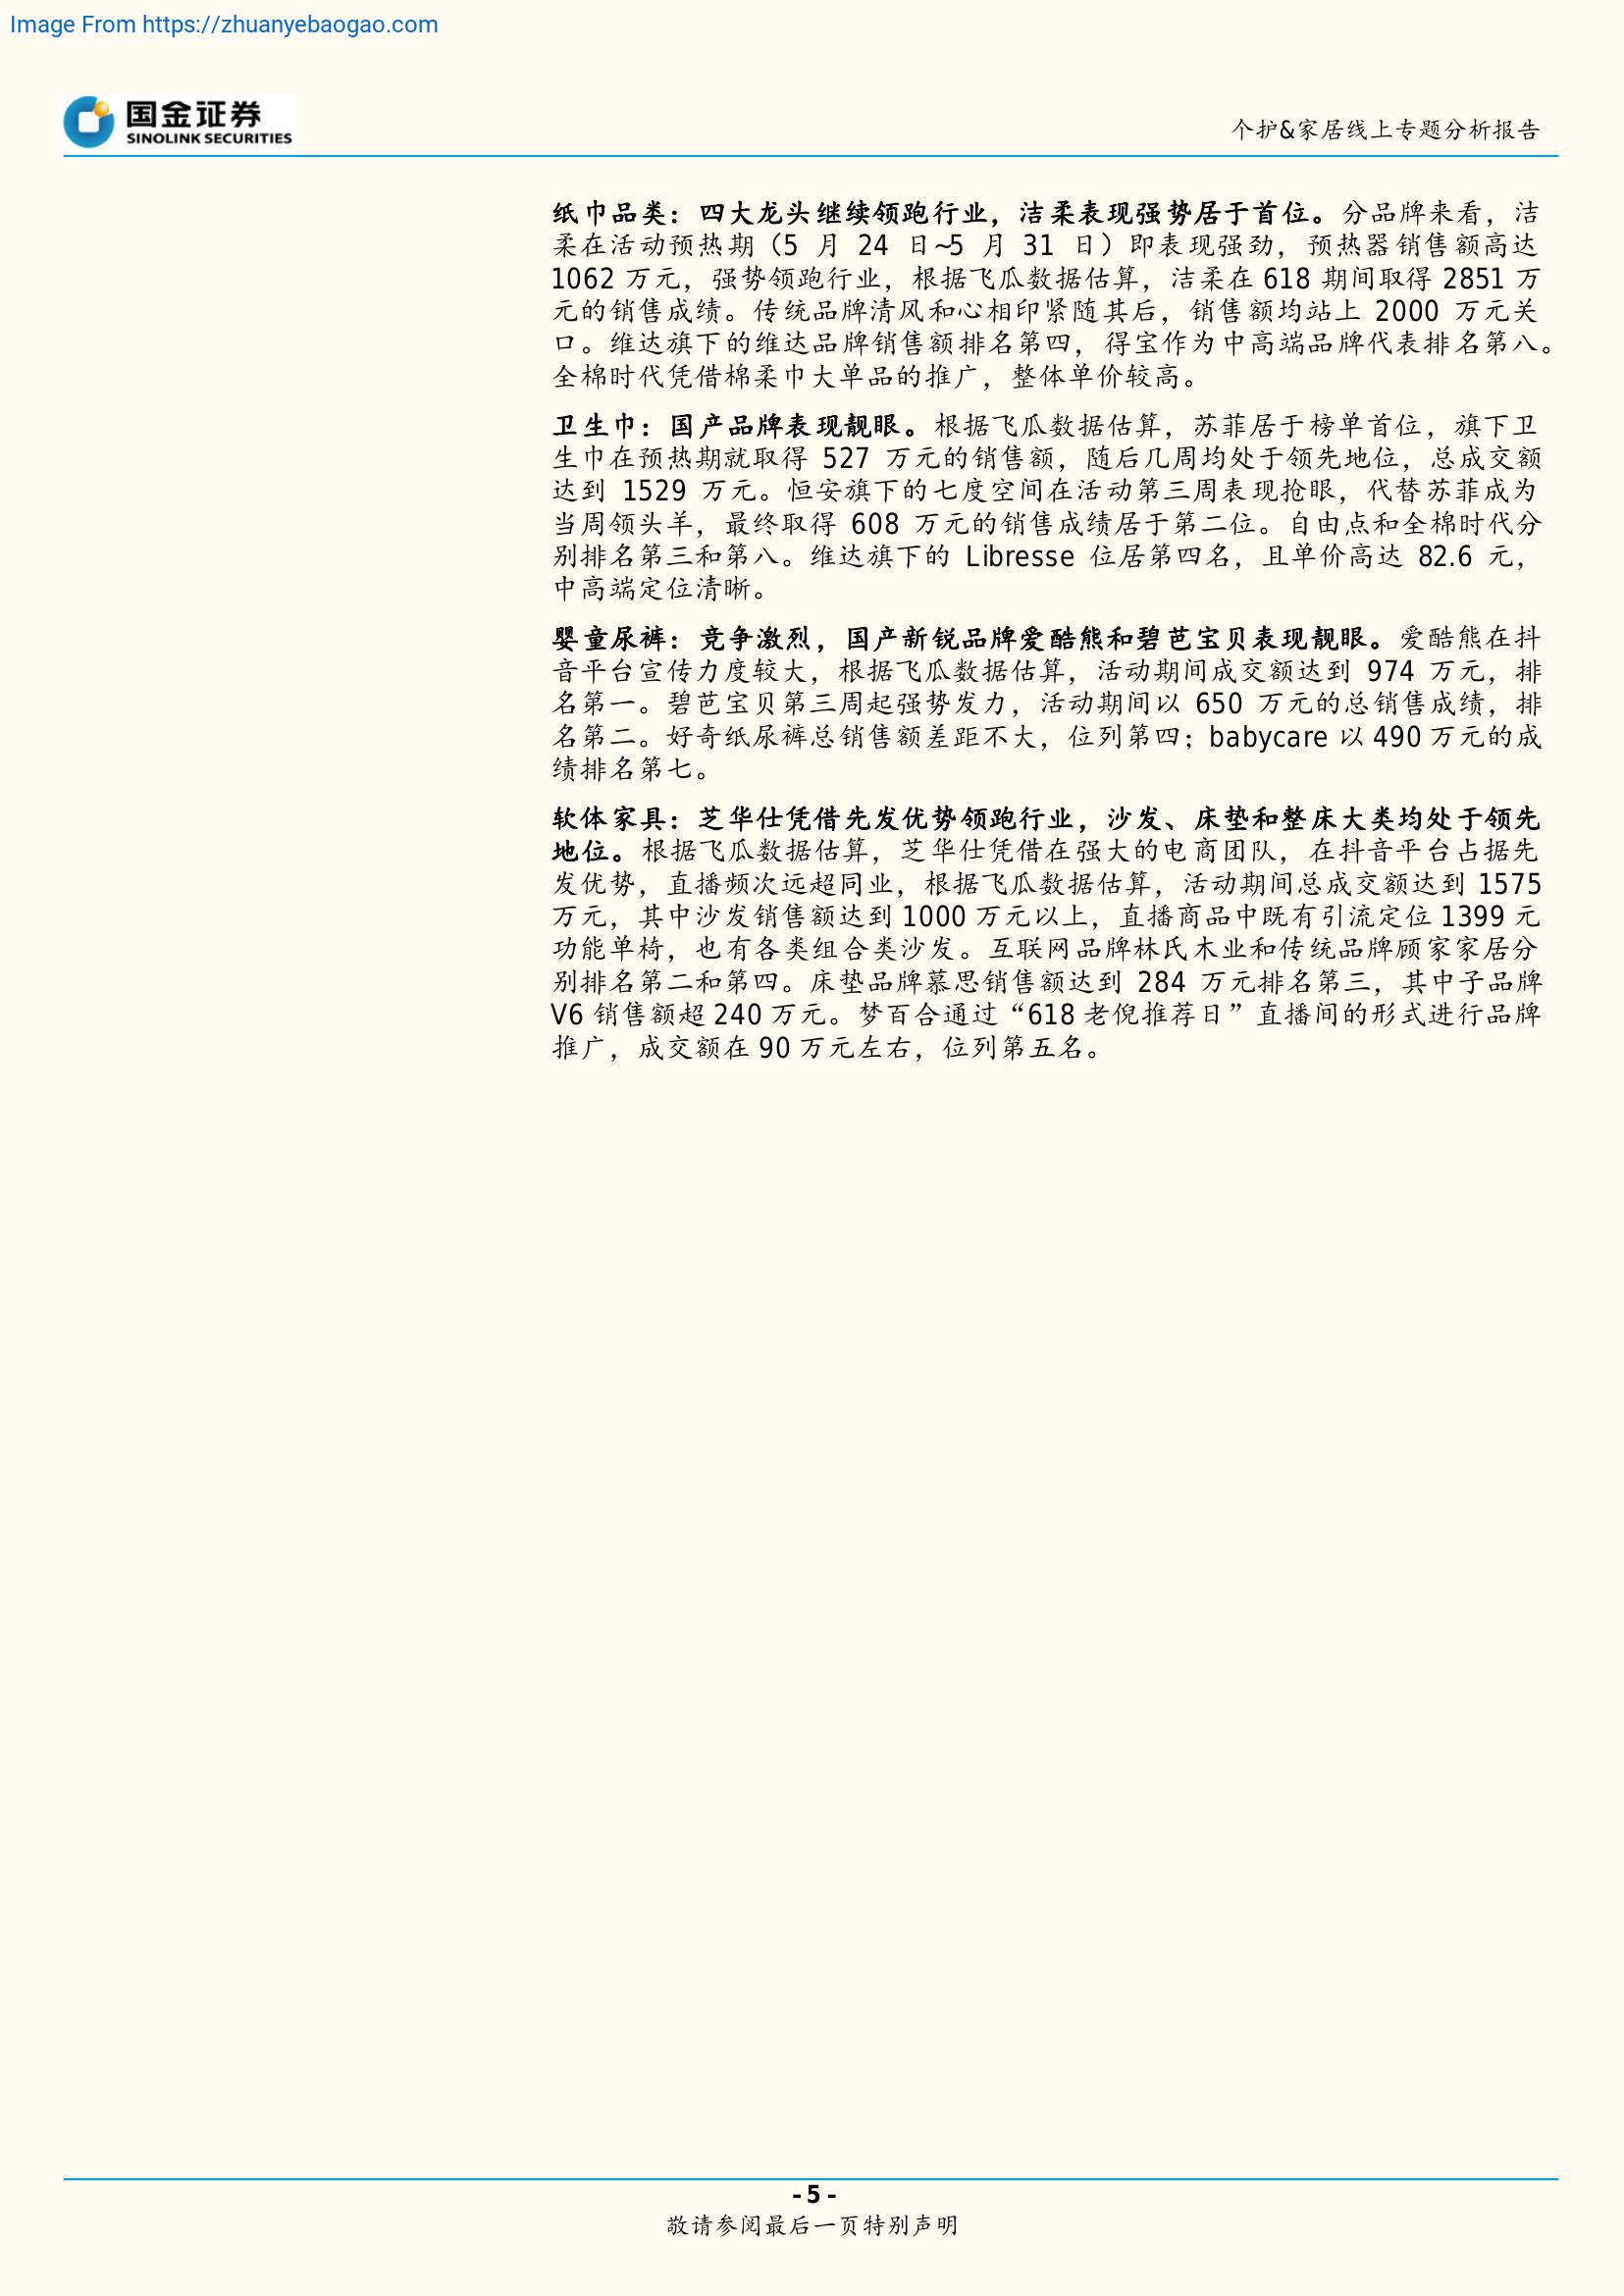 Image From https://zhuanyebaogao.com
国金证券
SINOLINK SECURITIES
个护&家居线上专题分析报告
纸巾品类：四大龙头继续领跑行业，洁柔表现强势居于首位。分品牌来看，洁
柔在活动预热期（5 月 24 日~5 月 31 日）即表现强劲，预热器销售额高达
1062 万元，强势领跑行业，根据飞瓜数据估算，洁柔在 618 期间取得 2851 万
元的销售成绩。传统品牌清风和心相印紧随其后，销售额均站上 2000 万元关
口。维达旗下的维达品牌销售额排名第四，得宝作为中高端品牌代表排名第八。
全棉时代凭借棉柔巾大单品的推广，整体单价较高。
卫生巾：国产品牌表现靓眼。根据飞瓜数据估算，苏菲居于榜单首位，旗下卫
生巾在预热期就取得 527 万元的销售额，随后几周均处于领先地位，总成交额
达到 1529 万元。恒安旗下的七度空间在活动第三周表现抢眼，代替苏菲成为
当周领头羊，最终取得 608 万元的销售成绩居于第二位。自由点和全棉时代分
别排名第三和第八。维达旗下的 Libresse 位居第四名，且单价高达 82.6 元，
中高端定位清晰。
婴童尿裤：竞争激烈，国产新锐品牌爱酷熊和碧芭宝贝表现靓眼。爱酷熊在抖
音平台宣传力度较大，根据飞瓜数据估算，活动期间成交额达到 974 万元，排
名第一。碧芭宝贝第三周起强势发力，活动期间以 650 万元的总销售成绩，排
名第二。好奇纸尿裤总销售额差距不大，位列第四；babycare 以 490 万元的成
绩排名第七。
软体家具：芝华仕凭借先发优势领跑行业，沙发、床垫和整床大类均处于领先
地位。根据飞瓜数据估算，芝华仕凭借在强大的电商团队，在抖音平台占据先
发优势，直播频次远超同业，根据飞瓜数据估算，活动期间总成交额达到 1575
万元，其中沙发销售额达到 1000 万元以上，直播商品中既有引流定位 1399 元
功能单椅，也有各类组合类沙发。互联网品牌林氏木业和传统品牌顾家家居分
别排名第二和第四。床垫品牌慕思销售额达到 284 万元排名第三，其中子品牌
V6 销售额超 240 万元。梦百合通过“618 老倪推荐日”直播间的形式进行品牌
推广，成交额在 90 万元左右，位列第五名。
- 5 -
敬请参阅最后一页特别声明